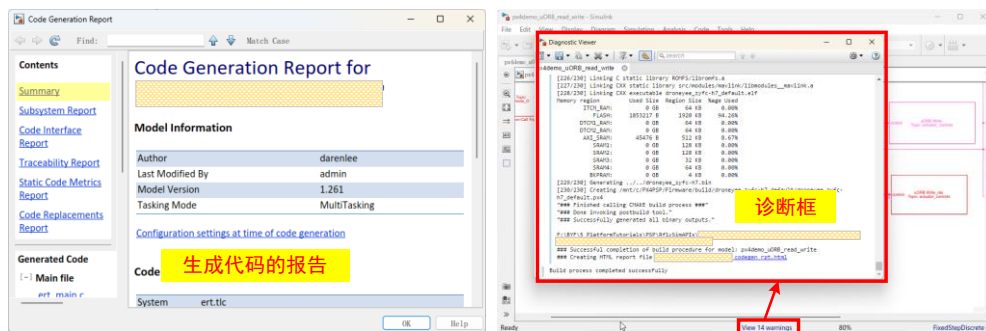 Code Generation Report
Find:
Match Case
Contents
Summary
Subsystem Report
Code Interface
Report
Traceability Report
Static Code Metrics
Report
Code Replacements
Report
Generated Code
[-] Main file
ert_main.c
Code Generation Report for
Model Information
Author darenlee
Last Modified By admin
Model Version 1.261
Tasking Mode MultiTasking
Configuration settings at time of code generation
生成代码的报告
Code
System ert.tlc
OK Help
px4demo_uORB_read_write - Simulink
File Edit View Display Diagram Simulation Analysis Code Tools Help
Diagnostic Viewer
search
px4demo_uORB_read_write
[226/230] Linking C static library ROMFS/libromfs.a
[227/230] Linking CXX static library src/modules/mavlink/libmodules__mavlink.a
[228/230] Linking CXX executable droneyee_zyfc-h7_default.elf
Memory region Used Size Region Size %age Used
ITCM_RAM: 0 GB 64 KB 0.00%
FLASH: 1853217 B 1920 KB 94.26%
DTCM1_RAM: 0 GB 64 KB 0.00%
DTCM2_RAM: 0 GB 64 KB 0.00%
AXI_SRAM: 45476 B 512 KB 8.67%
SRAM1: 0 GB 128 KB 0.00%
SRAM2: 0 GB 128 KB 0.00%
SRAM3: 0 GB 32 KB 0.00%
SRAM4: 0 GB 64 KB 0.00%
BKPRAM: 0 GB 4 KB 0.00%
[229/230] Generating ../../droneyee_zyfc-h7.bin
h7_default.px4
"### Finished calling CMAKE build process ###"
"### Done invoking postbuild tool."
"### Successfully generated all binary outputs."
诊断框
### Successful completion of build procedure for model: px4demo_uORB_read_write
### Creating HTML report file codegen_rpt.html
Build process completed successfully
Ready
View 14 warnings
80%
FixedStepDiscrete